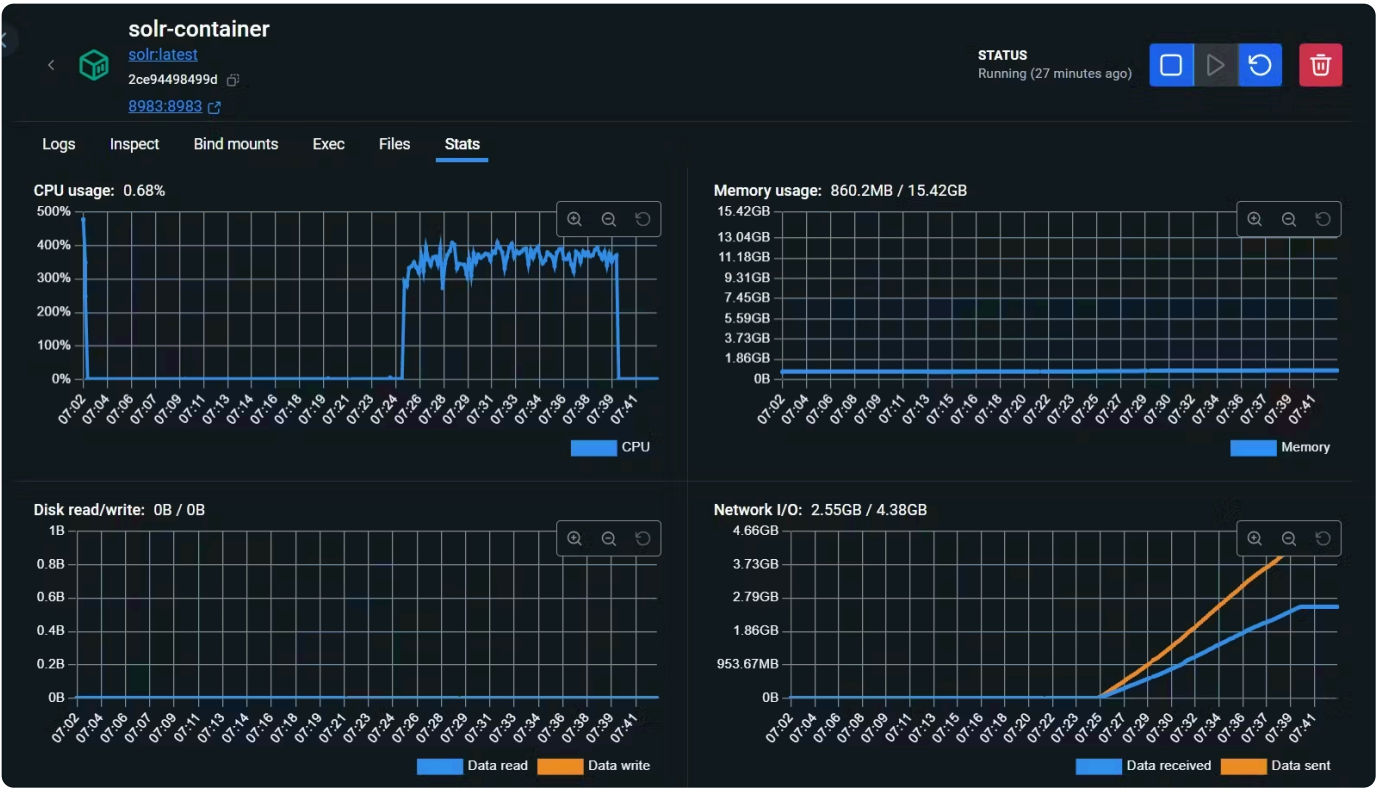 solr-container
solr:latest
2ce94498499d
8983:8983
STATUS
Running (27 minutes ago)
Logs Inspect Bind mounts Exec Files Stats
CPU usage: 0.68%
500%
400%
300%
200%
100%
0%
07:02 07:04 07:06 07:07 07:09 07:11 07:13 07:14 07:16 07:18 07:19 07:21 07:23 07:24 07:26 07:28 07:29 07:31 07:33 07:34 07:36 07:38 07:39 07:41
CPU
Memory usage: 860.2MB / 15.42GB
15.42GB
13.04GB
11.18GB
9.31GB
7.45GB
5.59GB
3.73GB
1.86GB
0B
07:02 07:04 07:06 07:08 07:09 07:11 07:13 07:15 07:16 07:18 07:20 07:22 07:23 07:25 07:27 07:29 07:30 07:32 07:34 07:36 07:37 07:39 07:41
Memory
Disk read/write: 0B / 0B
1B
0.8B
0.6B
0.4B
0.2B
0B
07:02 07:04 07:06 07:07 07:09 07:11 07:13 07:14 07:16 07:18 07:19 07:21 07:23 07:24 07:26 07:28 07:29 07:31 07:33 07:34 07:36 07:38 07:39 07:41
Data read Data write
Network I/O: 2.55GB / 4.38GB
4.66GB
3.73GB
2.79GB
1.86GB
953.67MB
0B
07:02 07:04 07:06 07:08 07:09 07:11 07:13 07:15 07:16 07:18 07:20 07:22 07:23 07:25 07:27 07:29 07:30 07:32 07:34 07:36 07:37 07:39 07:41
Data received Data sent